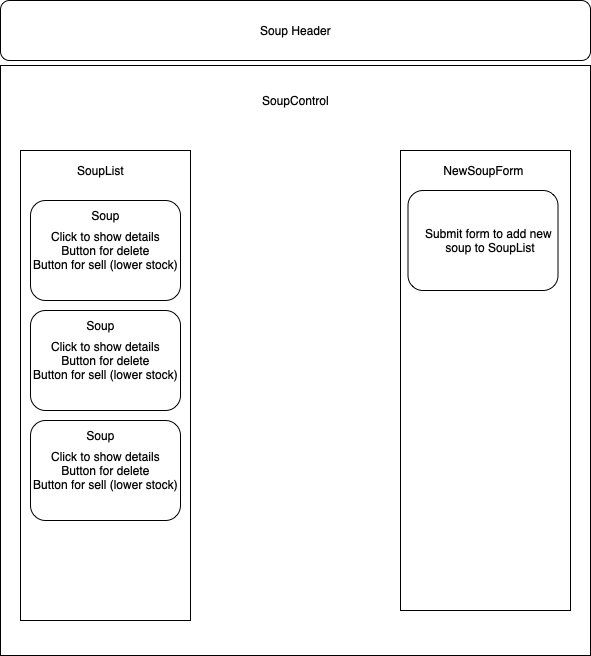 Soup Header
SoupControl
SoupList
Soup
Click to show details
Button for delete
Button for sell (lower stock)
Soup
Click to show details
Button for delete
Button for sell (lower stock)
Soup
Click to show details
Button for delete
Button for sell (lower stock)
NewSoupForm
Submit form to add new
soup to SoupList